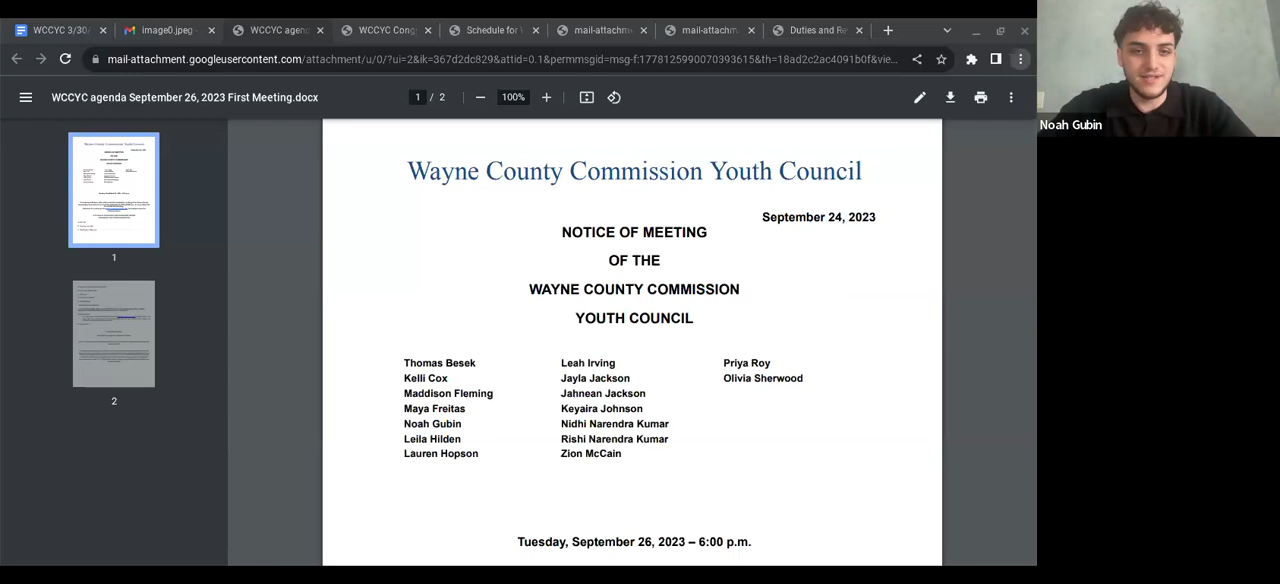 WCCYC 3/30/
image0.jpeg -
WCCYC agen
WCCYC Cong
Schedule for
mail-attachm
mail-attachm
Duties and Re
mail-attachment.googleusercontent.com/attachment/u/0/?ui=2&ik=367d2dc829&attid=0.1&permmsgid=msg-f:1778125990070393615&th=18ad2c2ac4091b0f&vie...
WCCYC agenda September 26, 2023 First Meeting.docx
1 / 2
100%
Noah Gubin
1
2
Wayne County Commission Youth Council
September 24, 2023
NOTICE OF MEETING
OF THE
WAYNE COUNTY COMMISSION
YOUTH COUNCIL
Thomas Besek
Kelli Cox
Maddison Fleming
Maya Freitas
Noah Gubin
Leila Hilden
Lauren Hopson
Leah Irving
Jayla Jackson
Jahnean Jackson
Keyaira Johnson
Nidhi Narendra Kumar
Rishi Narendra Kumar
Zion McCain
Priya Roy
Olivia Sherwood
Tuesday, September 26, 2023 – 6:00 p.m.